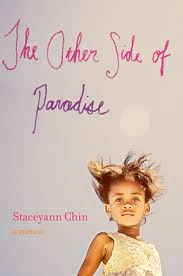 The Other Side of
Paradise
Staceyann Chin
a memoir